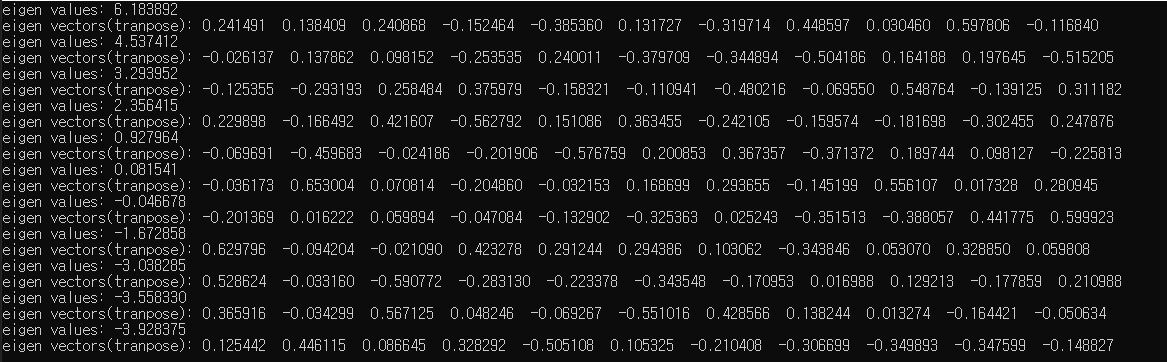 eigen values: 6.183892
eigen vectors(tranpose): 0.241491 0.138409 0.240868 -0.152464 -0.385360 0.131727 -0.319714 0.448597 0.030460 0.597806 -0.116840
eigen values: 4.537412
eigen vectors(tranpose): -0.026137 0.137862 0.098152 -0.253535 0.240011 -0.379709 -0.344894 -0.504186 0.164188 0.197645 -0.515205
eigen values: 3.293952
eigen vectors(tranpose): -0.125355 -0.293193 0.258484 0.375979 -0.158321 -0.110941 -0.480216 -0.069550 0.548764 -0.139125 0.311182
eigen values: 2.356415
eigen vectors(tranpose): 0.229898 -0.166492 0.421607 -0.562792 0.151086 0.363455 -0.242105 -0.159574 -0.181698 -0.302455 0.247876
eigen values: 0.927964
eigen vectors(tranpose): -0.069691 -0.459683 -0.024186 -0.201906 -0.576759 0.200853 0.367357 -0.371372 0.189744 0.098127 -0.225813
eigen values: 0.081541
eigen vectors(tranpose): -0.036173 0.653004 0.070814 -0.204860 -0.032153 0.168699 0.293655 -0.145199 0.556107 0.017328 0.280945
eigen values: -0.046678
eigen vectors(tranpose): -0.201369 0.016222 0.059894 -0.047084 -0.132902 -0.325363 0.025243 -0.351513 -0.388057 0.441775 0.599923
eigen values: -1.672858
eigen vectors(tranpose): 0.629796 -0.094204 -0.021090 0.423278 0.291244 0.294386 0.103062 -0.343846 0.053070 0.328850 0.059808
eigen values: -3.038285
eigen vectors(tranpose): 0.528624 -0.033160 -0.590772 -0.283130 -0.223378 -0.343548 -0.170953 0.016988 0.129213 -0.177859 0.210988
eigen values: -3.558330
eigen vectors(tranpose): 0.365916 -0.034299 0.567125 0.048246 -0.069267 -0.551016 0.428566 0.138244 0.013274 -0.164421 -0.050634
eigen values: -3.928375
eigen vectors(tranpose): 0.125442 0.446115 0.086645 0.328292 -0.505108 0.105325 -0.210408 -0.306699 -0.349893 -0.347599 -0.148827